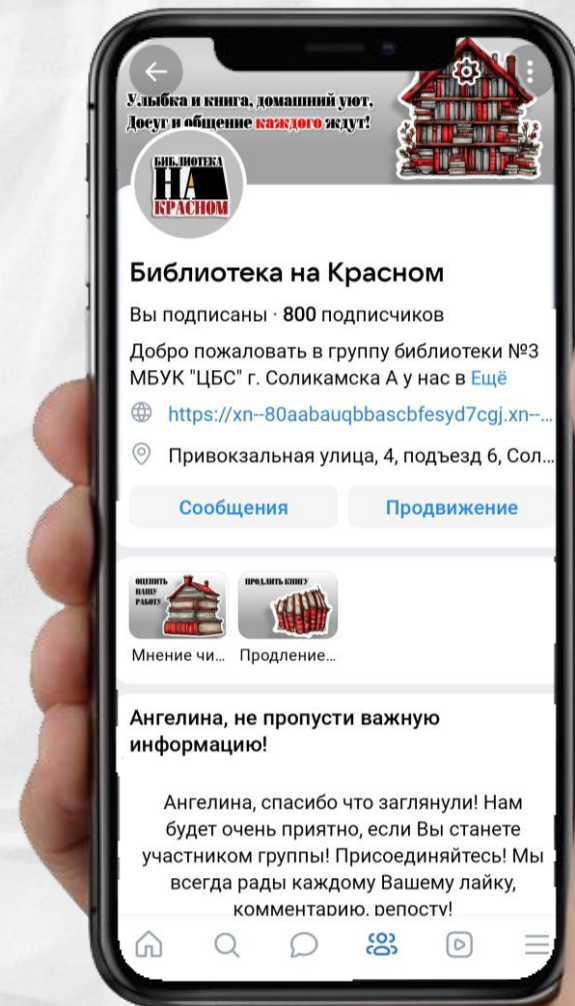 Улыбка и книга, домашний уют,
Досуг и общение каждого ждут!
БИБЛИОТЕКА
НА
КРАСНОМ
Библиотека на Красном
Вы подписаны · 800 подписчиков
Добро пожаловать в группу библиотеки №3
МБУК "ЦБС" г. Соликамска А у нас в Ещё
https://xn--80aabauqbbascbfesyd7cgj.xn--...
Привокзальная улица, 4, подъезд 6, Сол...
Сообщения
Продвижение
ОЦЕНИТЬ
НАШУ
РАБОТУ
ПРОДЛИТЬ КНИГУ
Мнение чи...
Продление...
Ангелина, не пропусти важную
информацию!
Ангелина, спасибо что заглянули! Нам
будет очень приятно, если Вы станете
участником группы! Присоединяйтесь! Мы
всегда рады каждому Вашему лайку,
комментарию, репосту!